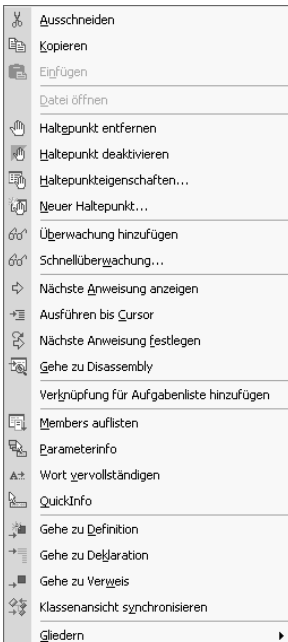 Ausschneiden
Kopieren
Einfügen
Datei öffnen
Haltepunkt entfernen
Haltepunkt deaktivieren
Haltepunkteigenschaften...
Neuer Haltepunkt...
Überwachung hinzufügen
Schnellüberwachung...
Nächste Anweisung anzeigen
Ausführen bis Cursor
Nächste Anweisung festlegen
Gehe zu Disassembly
Verknüpfung für Aufgabenliste hinzufügen
Members auflisten
Parameterinfo
Wort vervollständigen
QuickInfo
Gehe zu Definition
Gehe zu Deklaration
Gehe zu Verweis
Klassenansicht synchronisieren
Gliedern